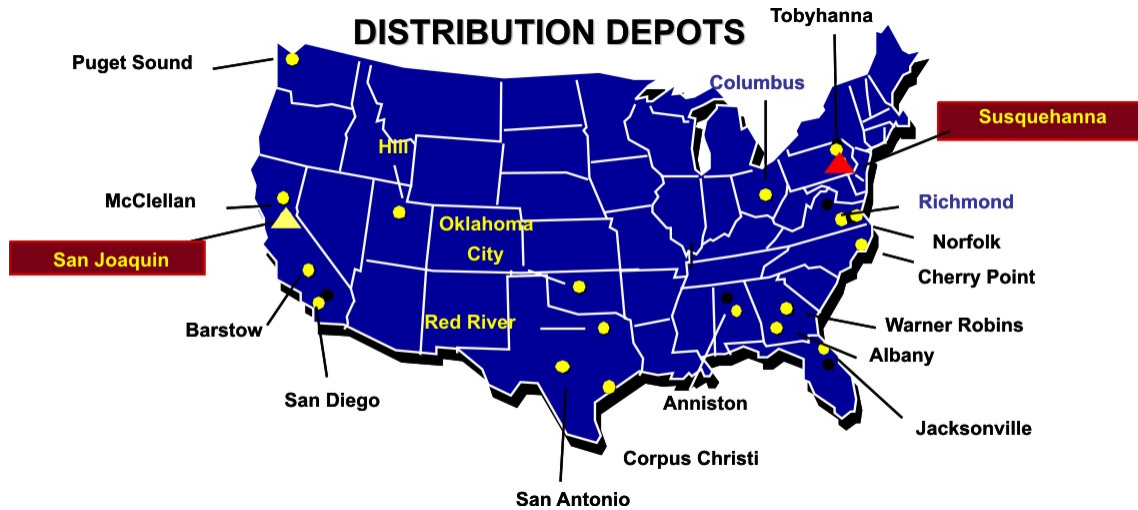 DISTRIBUTION DEPOTS
Tobyhanna
Puget Sound
Columbus
Susquehanna
Hill
McClellan
Richmond
Oklahoma
City
Norfolk
San Joaquin
Cherry Point
Red River
Barstow
Warner Robins
Albany
San Diego
Anniston
Jacksonville
Corpus Christi
San Antonio